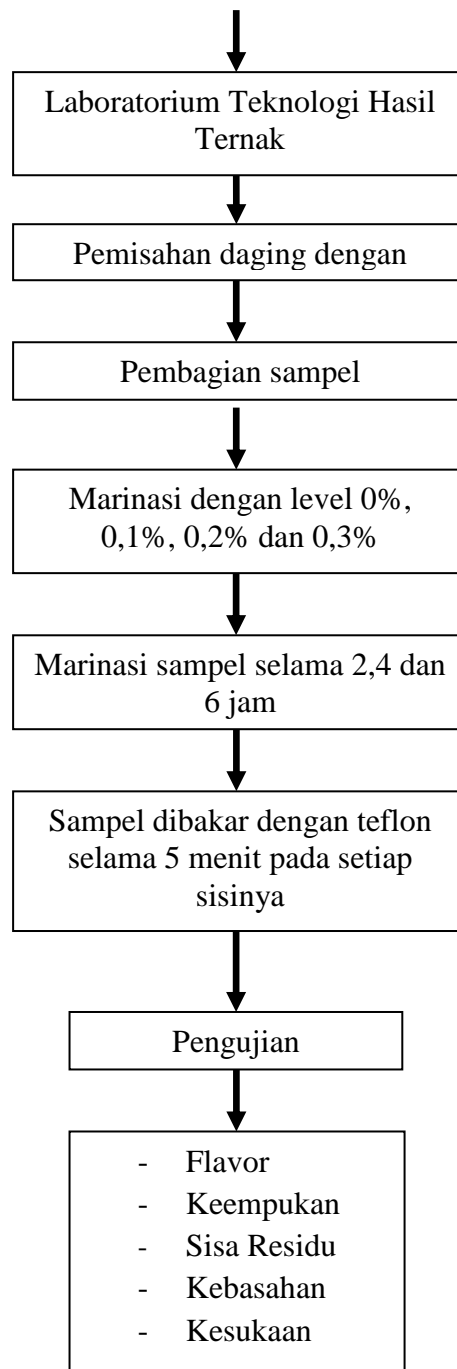 Laboratorium Teknologi Hasil
Ternak
Pemisahan daging dengan
Pembagian sampel
Marinasi dengan level 0%,
0,1%, 0,2% dan 0,3%
Marinasi sampel selama 2,4 dan
6 jam
Sampel dibakar dengan teflon
selama 5 menit pada setiap
sisinya
Pengujian
- Flavor
- Keempukan
- Sisa Residu
- Kebasahan
- Kesukaan